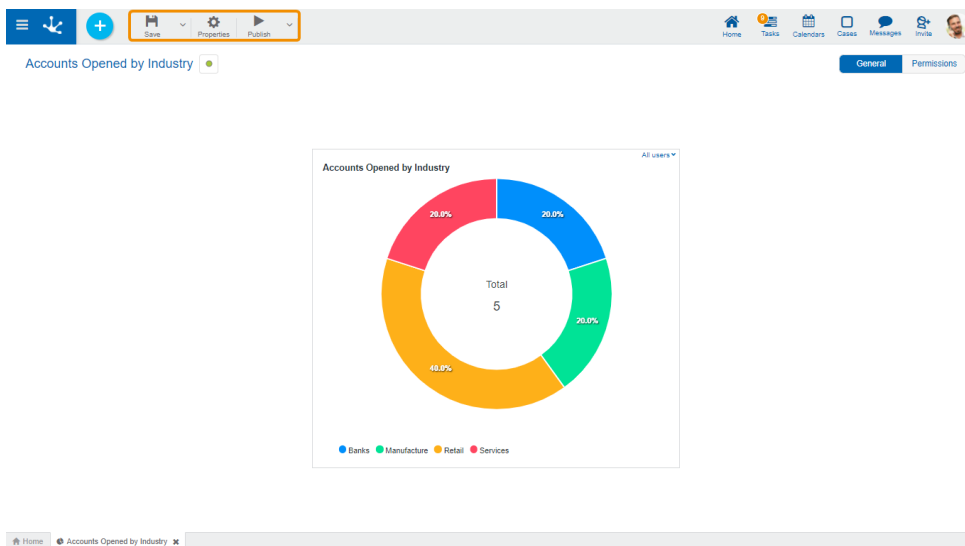 Save Properties Publish
Home Tasks Calendars Cases Messages Invite
0
Accounts Opened by Industry
General Permissions
All users
Accounts Opened by Industry
20.0% 20.0%
Total
5
20.0%
40.0%
Banks Manufacture Retail Services
Home Accounts Opened by Industry